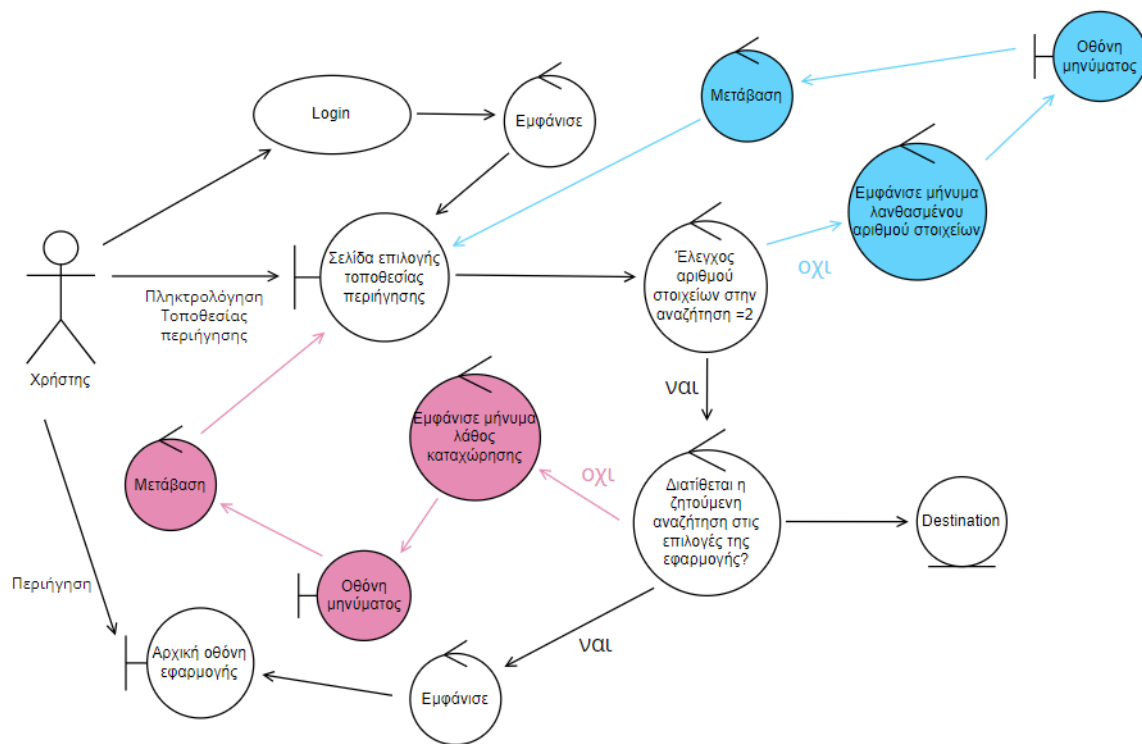 Οθόνη
μηνύματος
Μετάβαση
Login
Εμφάνισε
Εμφάνισε μήνυμα
λανθασμένου
αριθμού στοιχείων
Σελίδα επιλογής
τοποθεσίας
περιήγησης
Έλεγχος
αριθμού
στοιχείων στην
αναζήτηση =2
οχι
Πληκτρολόγηση
Τοποθεσίας
περιήγησης
Χρήστης
ναι
Εμφάνισε μήνυμα
λάθος
καταχώρησης
οχι
Μετάβαση
Διατίθεται η
ζητούμενη
αναζήτηση στις
επιλογές της
εφαρμογής?
Destination
Περιήγηση
Οθόνη
μηνύματος
ναι
Αρχική οθόνη
εφαρμογής
Εμφάνισε